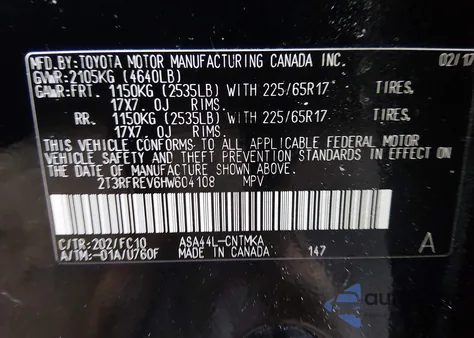 MFD.BY:TOYOTA MOTOR MANUFACTURING CANADA INC. 02/17
GVWR:2105KG (4640LB)
GAWR:FRT. 1150KG (2535LB) WITH 225/65R17 TIRES,
17X7.0J RIMS,
RR. 1150KG (2535LB) WITH 225/65R17 TIRES,
17X7.0J RIMS,
THIS VEHICLE CONFORMS TO ALL APPLICABLE FEDERAL MOTOR
VEHICLE SAFETY AND THEFT PREVENTION STANDARDS IN EFFECT ON
THE DATE OF MANUFACTURE SHOWN ABOVE.
2T3RFREV6HW604108 MPV
C/TR:202/FC10 ASA44L-CNTMKA
A/TM:-01A/U760F MADE IN CANADA 147 A